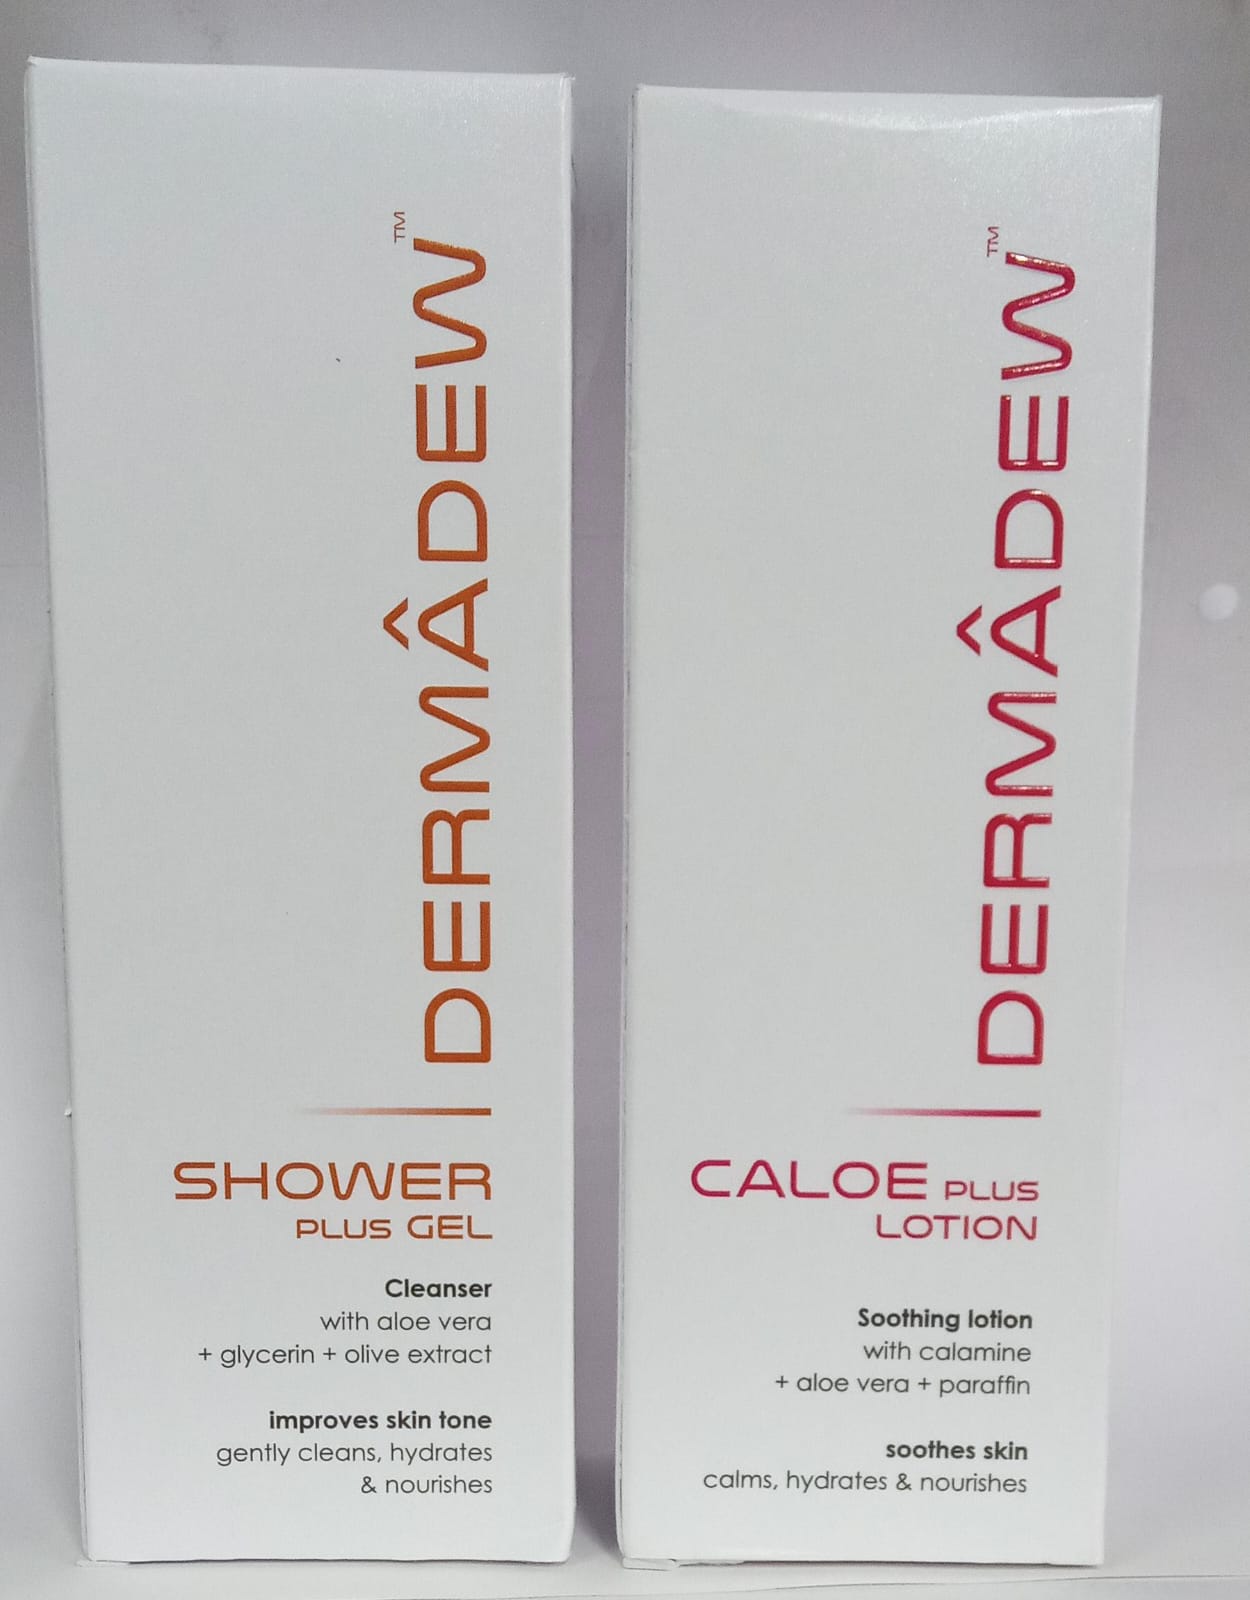 DERMÂDEW™
SHOWER
PLUS GEL
Cleanser
with aloe vera
+ glycerin + olive extract
improves skin tone
gently cleans, hydrates
& nourishes
DERMÂDEW™
CALOE PLUS
LOTION
Soothing lotion
with calamine
+ aloe vera + paraffin
soothes skin
calms, hydrates & nourishes